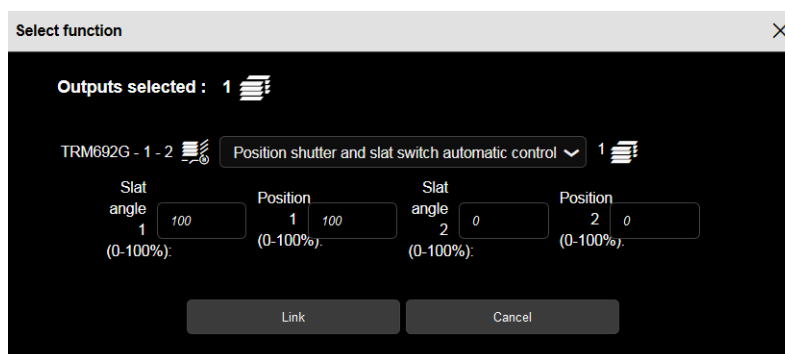 Select function
Outputs selected : 1
TRM692G - 1 - 2 Position shutter and slat switch automatic control 1
Slat angle 1 (0-100%): 100 Position 1 (0-100%): 100 Slat angle 2 (0-100%): 0 Position 2 (0-100%): 0
Link Cancel